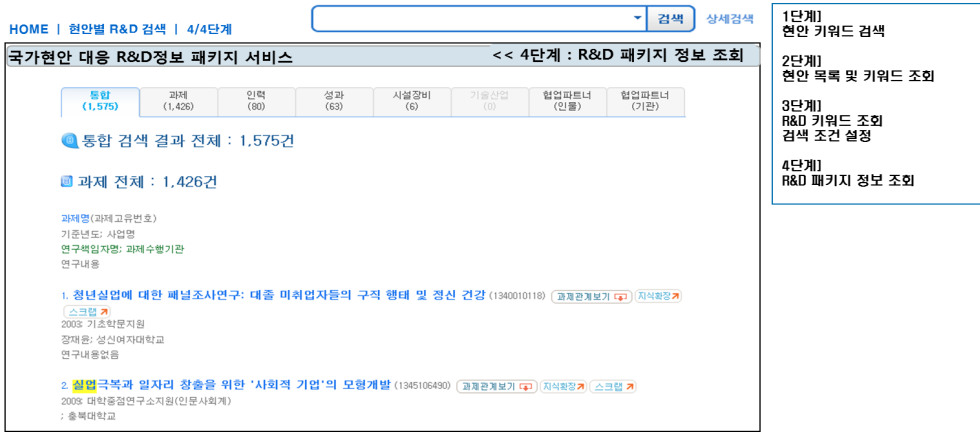 검색
상세검색
HOME | 현안별 R&D 검색 | 4/4단계
국가현안 대응 R&D정보 패키지 서비스
<< 4단계 : R&D 패키지 정보 조회
통합 과제 인력 성과 시설장비 기술산업 협업파트너 협업파트너
(1,575) (1,426) (80) (63) (6) (0) (인물) (기관)
통합 검색 결과 전체 : 1,575건
과제 전체 : 1,426건
과제명(과제고유번호)
기준년도; 사업명
연구책임자명; 과제수행기관
연구내용
1. 청년실업에 대한 패널조사연구: 대졸 미취업자들의 구직 행태 및 정신 건강 (1340010118) 과제관계보기 지식확장
스크랩
2003; 기초학문지원
장재윤; 성신여자대학교
연구내용없음
2. 실업극복과 일자리 창출을 위한 '사회적 기업'의 모형개발 (1345106490) 과제관계보기 지식확장 스크랩
2009; 대학중점연구소지원(인문사회계)
; 충북대학교
1단계]
현안 키워드 검색
2단계]
현안 목록 및 키워드 조회
3단계]
R&D 키워드 조회
검색 조건 설정
4단계]
R&D 패키지 정보 조회